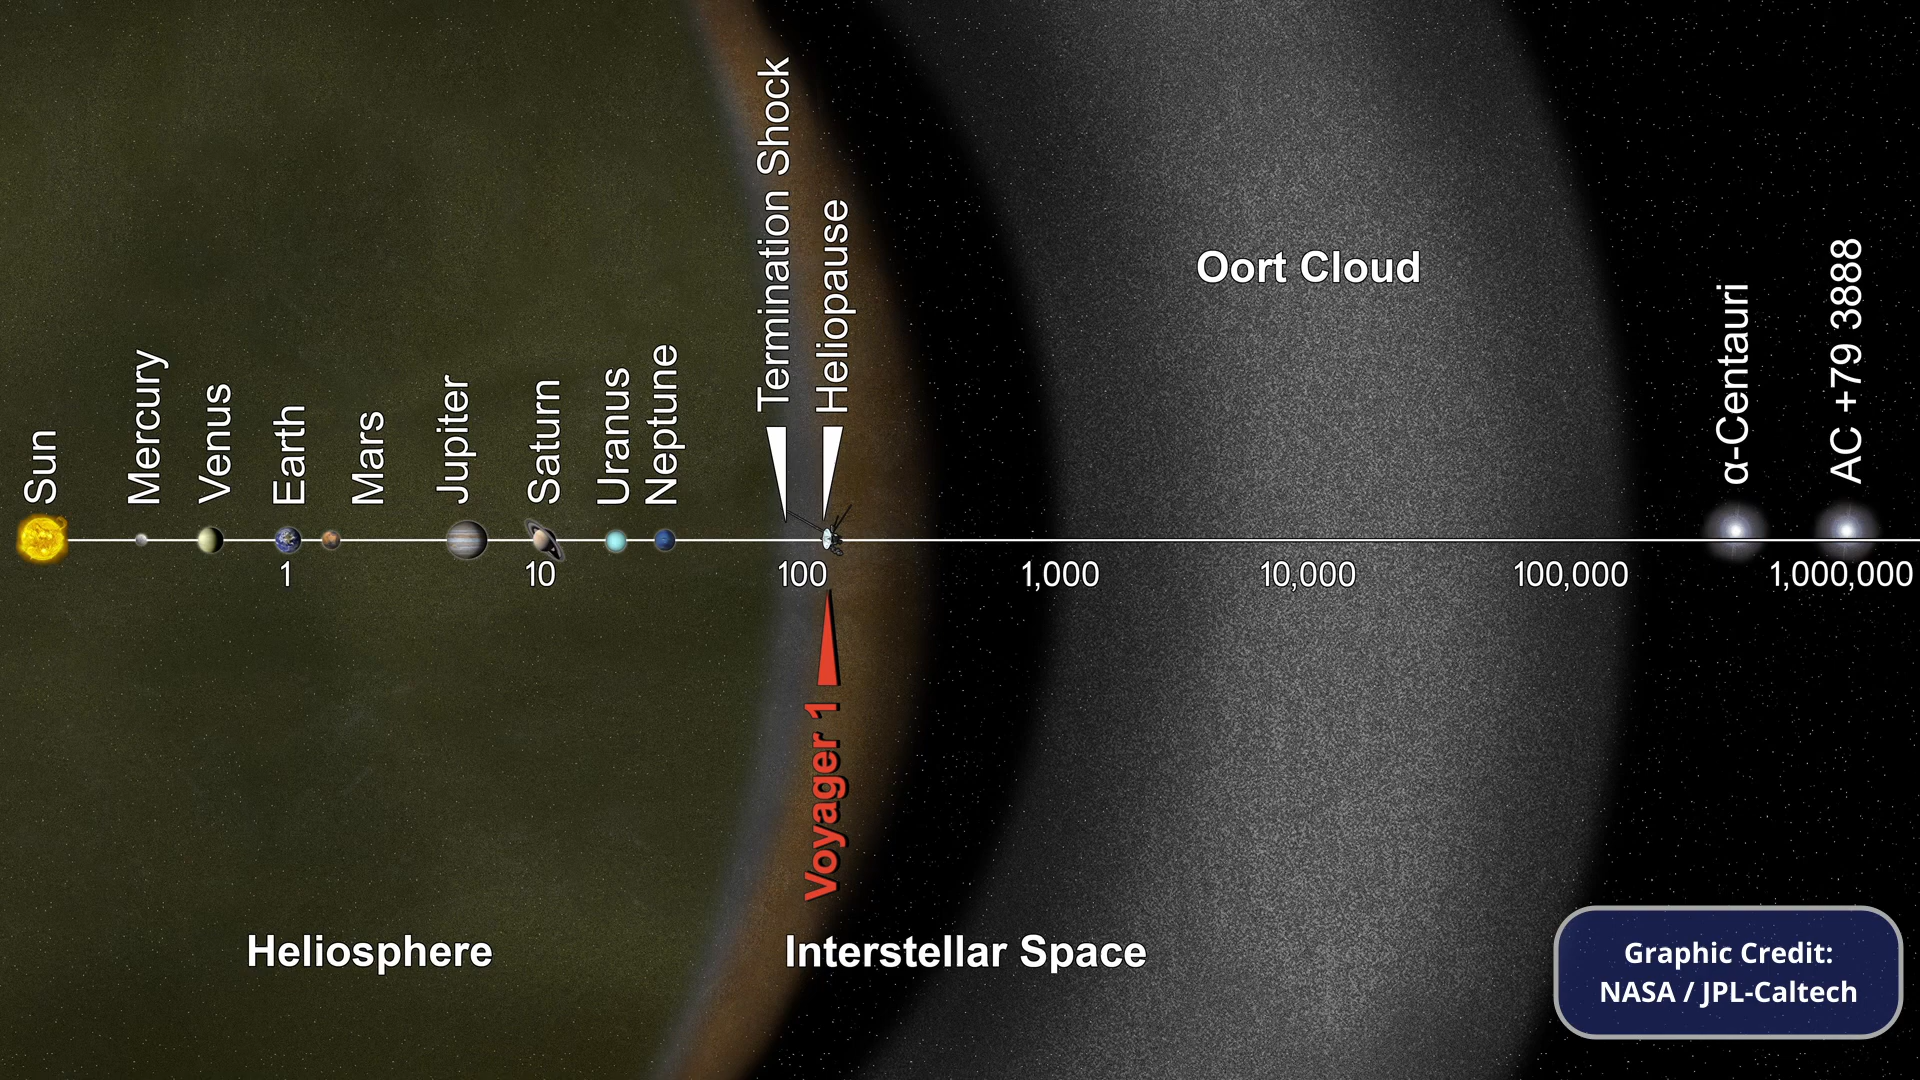 Sun
Mercury
Venus
Earth
Mars
Jupiter
Saturn
Uranus
Neptune
Termination Shock
Heliopause
Oort Cloud
α-Centauri
AC +79 3888
1
10
100
1,000
10,000
100,000
1,000,000
Voyager 1
Heliosphere
Interstellar Space
Graphic Credit:
NASA / JPL-Caltech